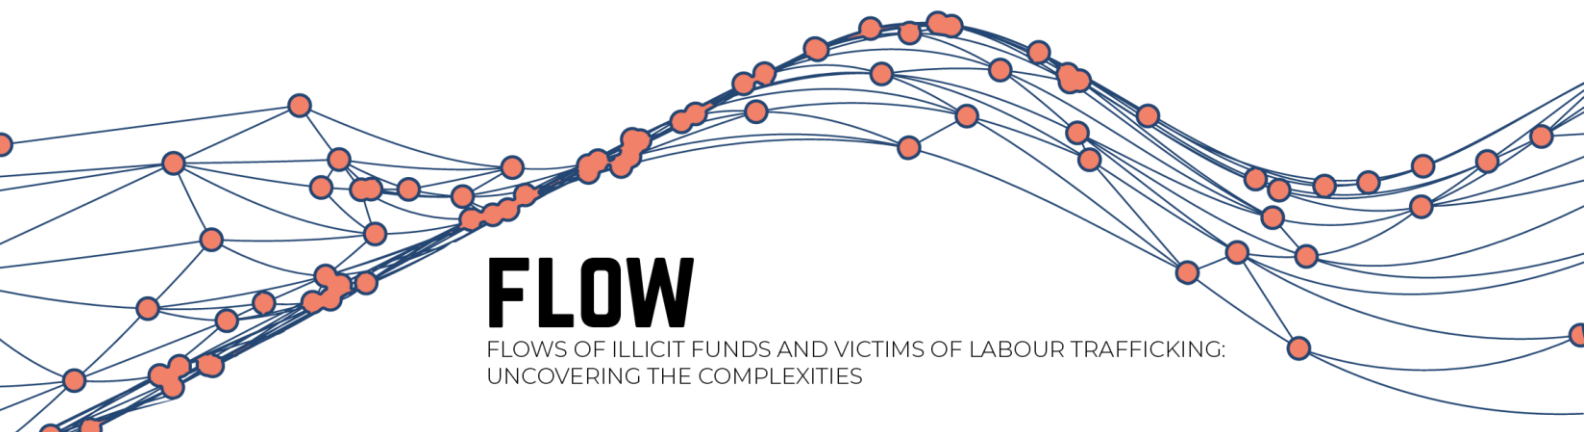 FLOW
FLOWS OF ILLICIT FUNDS AND VICTIMS OF LABOUR TRAFFICKING:
UNCOVERING THE COMPLEXITIES